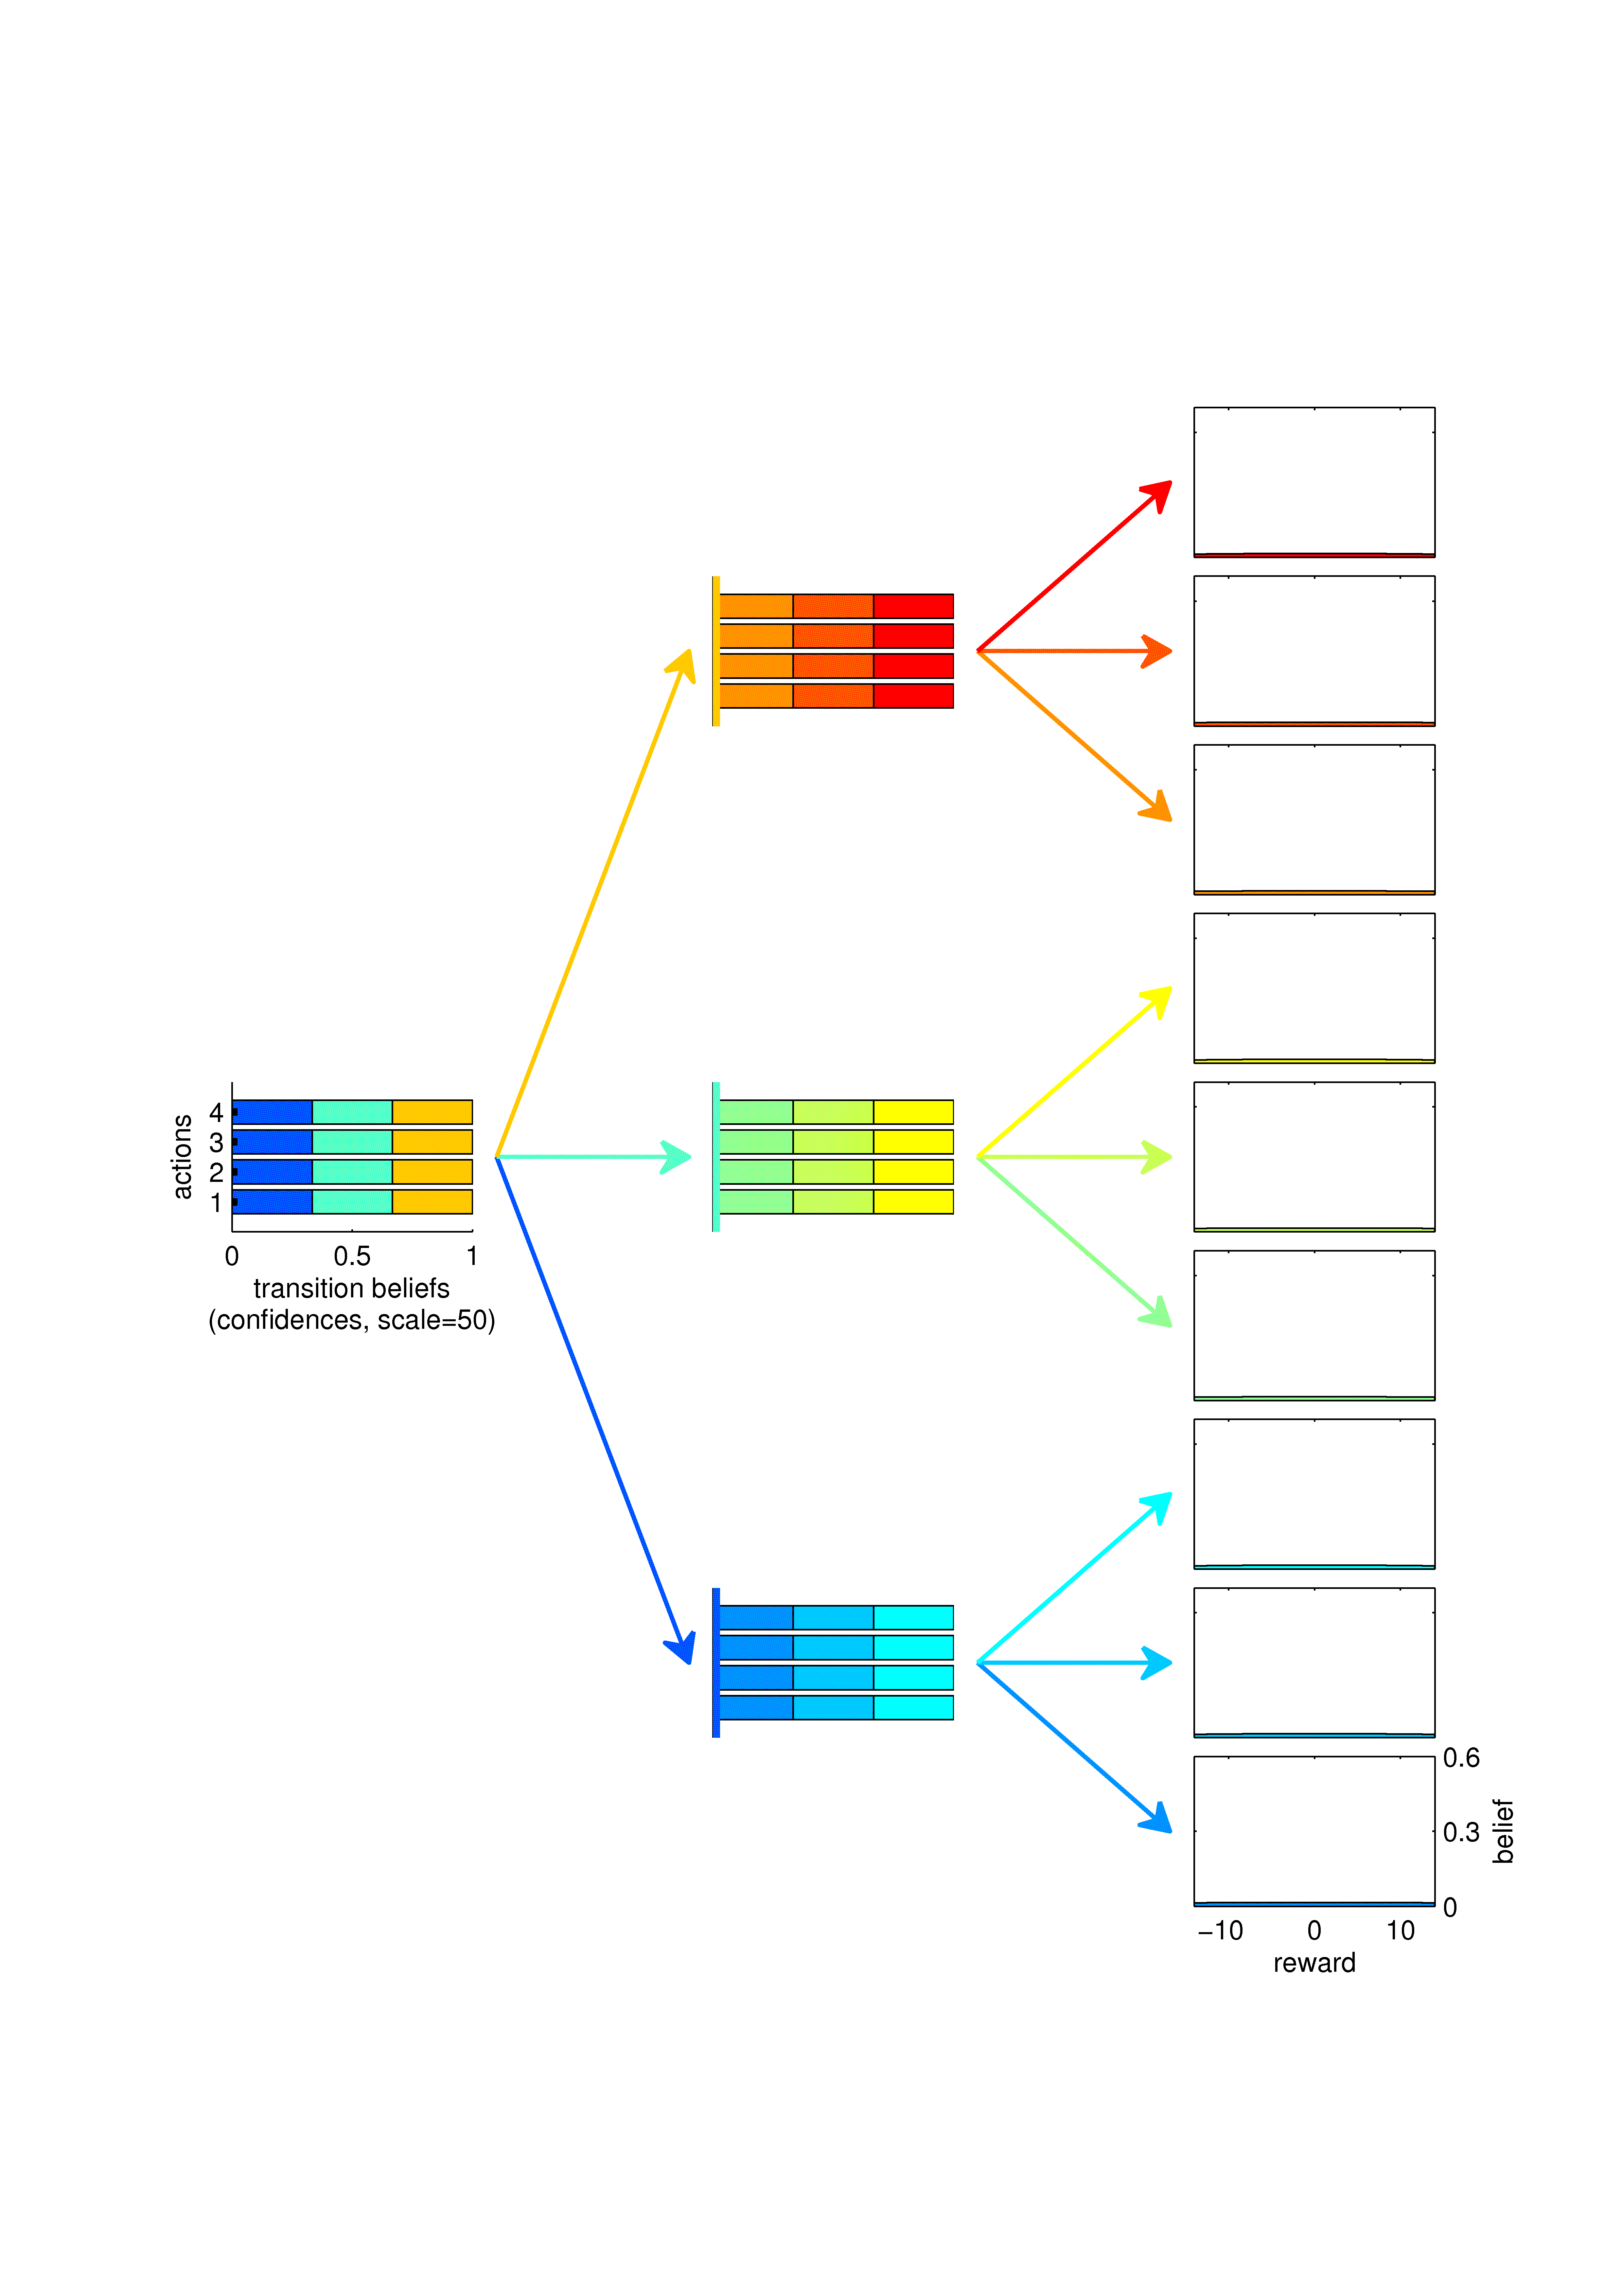 actions
4
3
2
1
0 0.5 1
transition beliefs
(confidences, scale=50)
0.6
0.3
0
belief
−10 0 10
reward